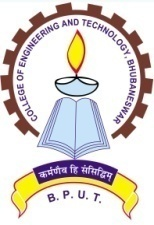 COLLEGE OF ENGINEERING AND TECHNOLOGY, BHUBANESWAR
कर्मणैव हि संसिद्धिम्
B. P. U. T.